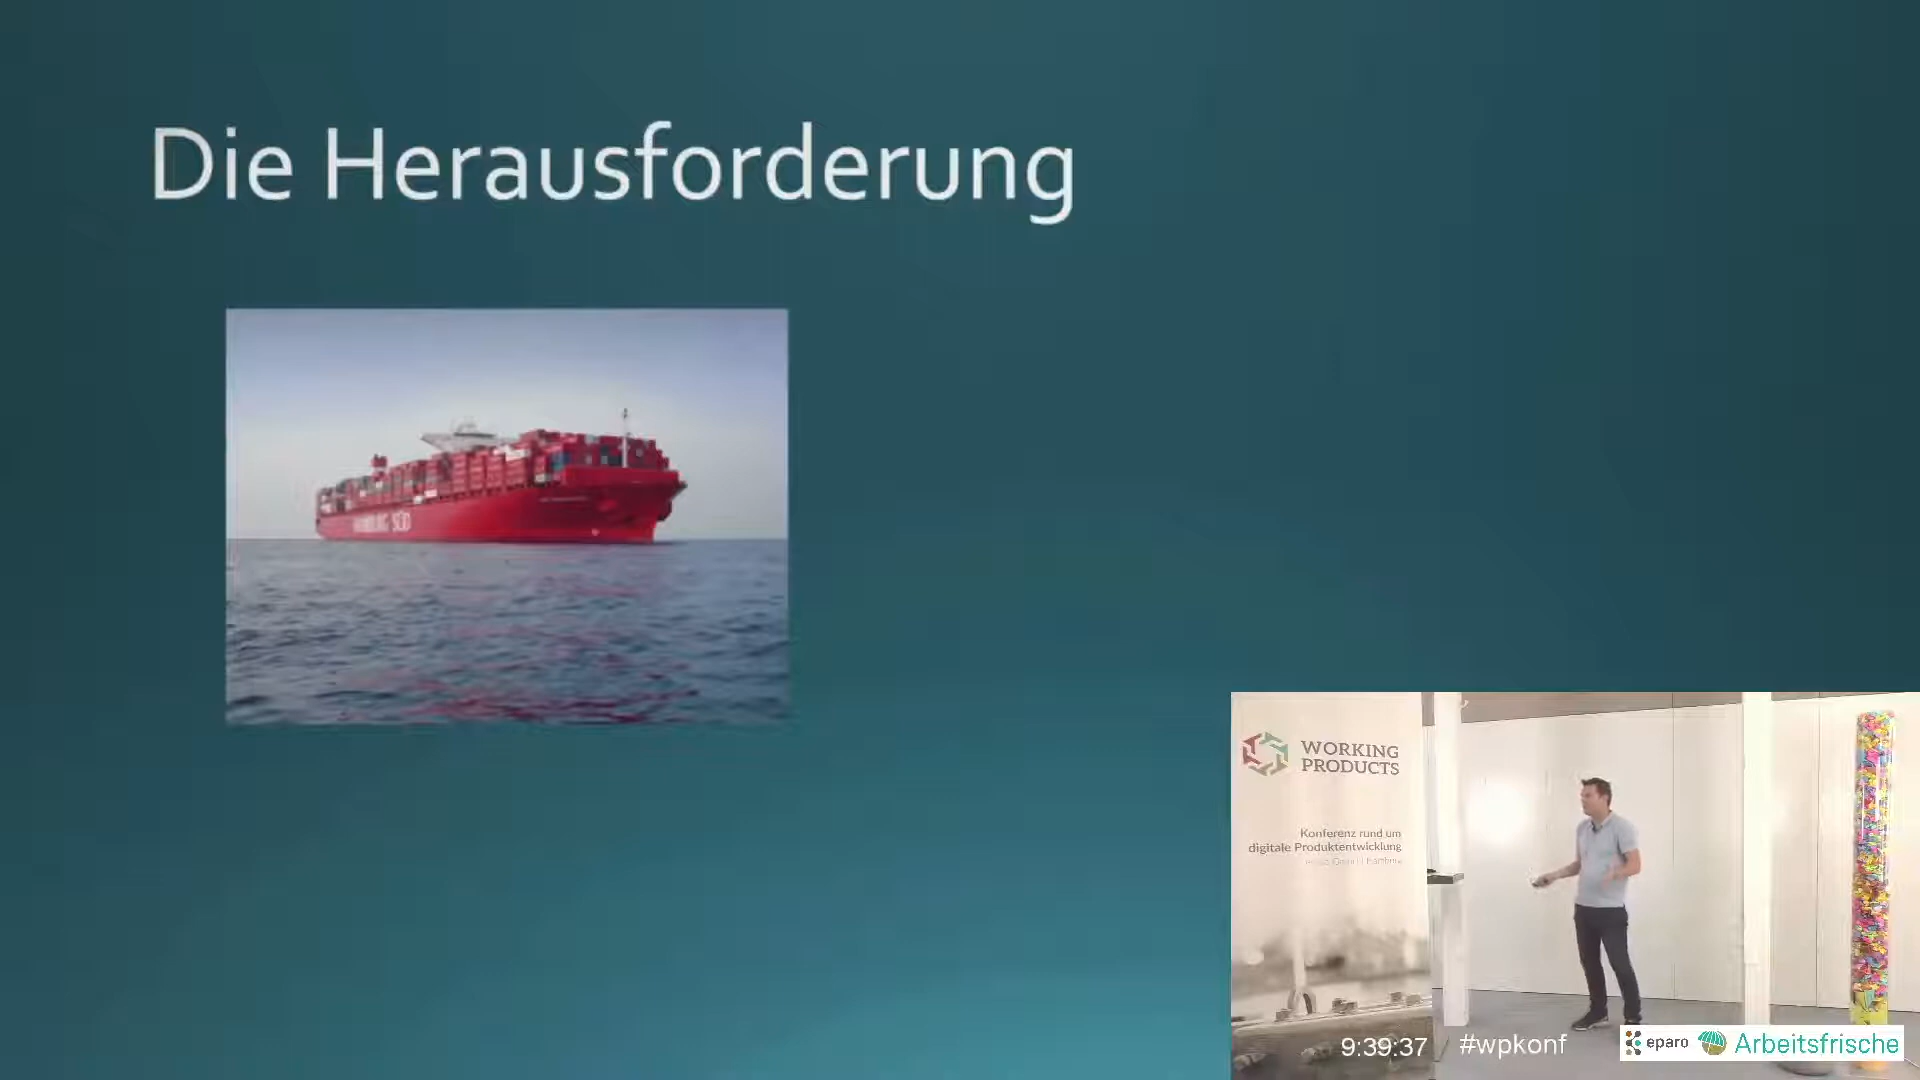 Die Herausforderung
HAMBURG SÜD
WORKING
PRODUCTS
Konferenz rund um
digitale Produktentwicklung
9:39:37
#wpkonf
eparo
Arbeitsfrische